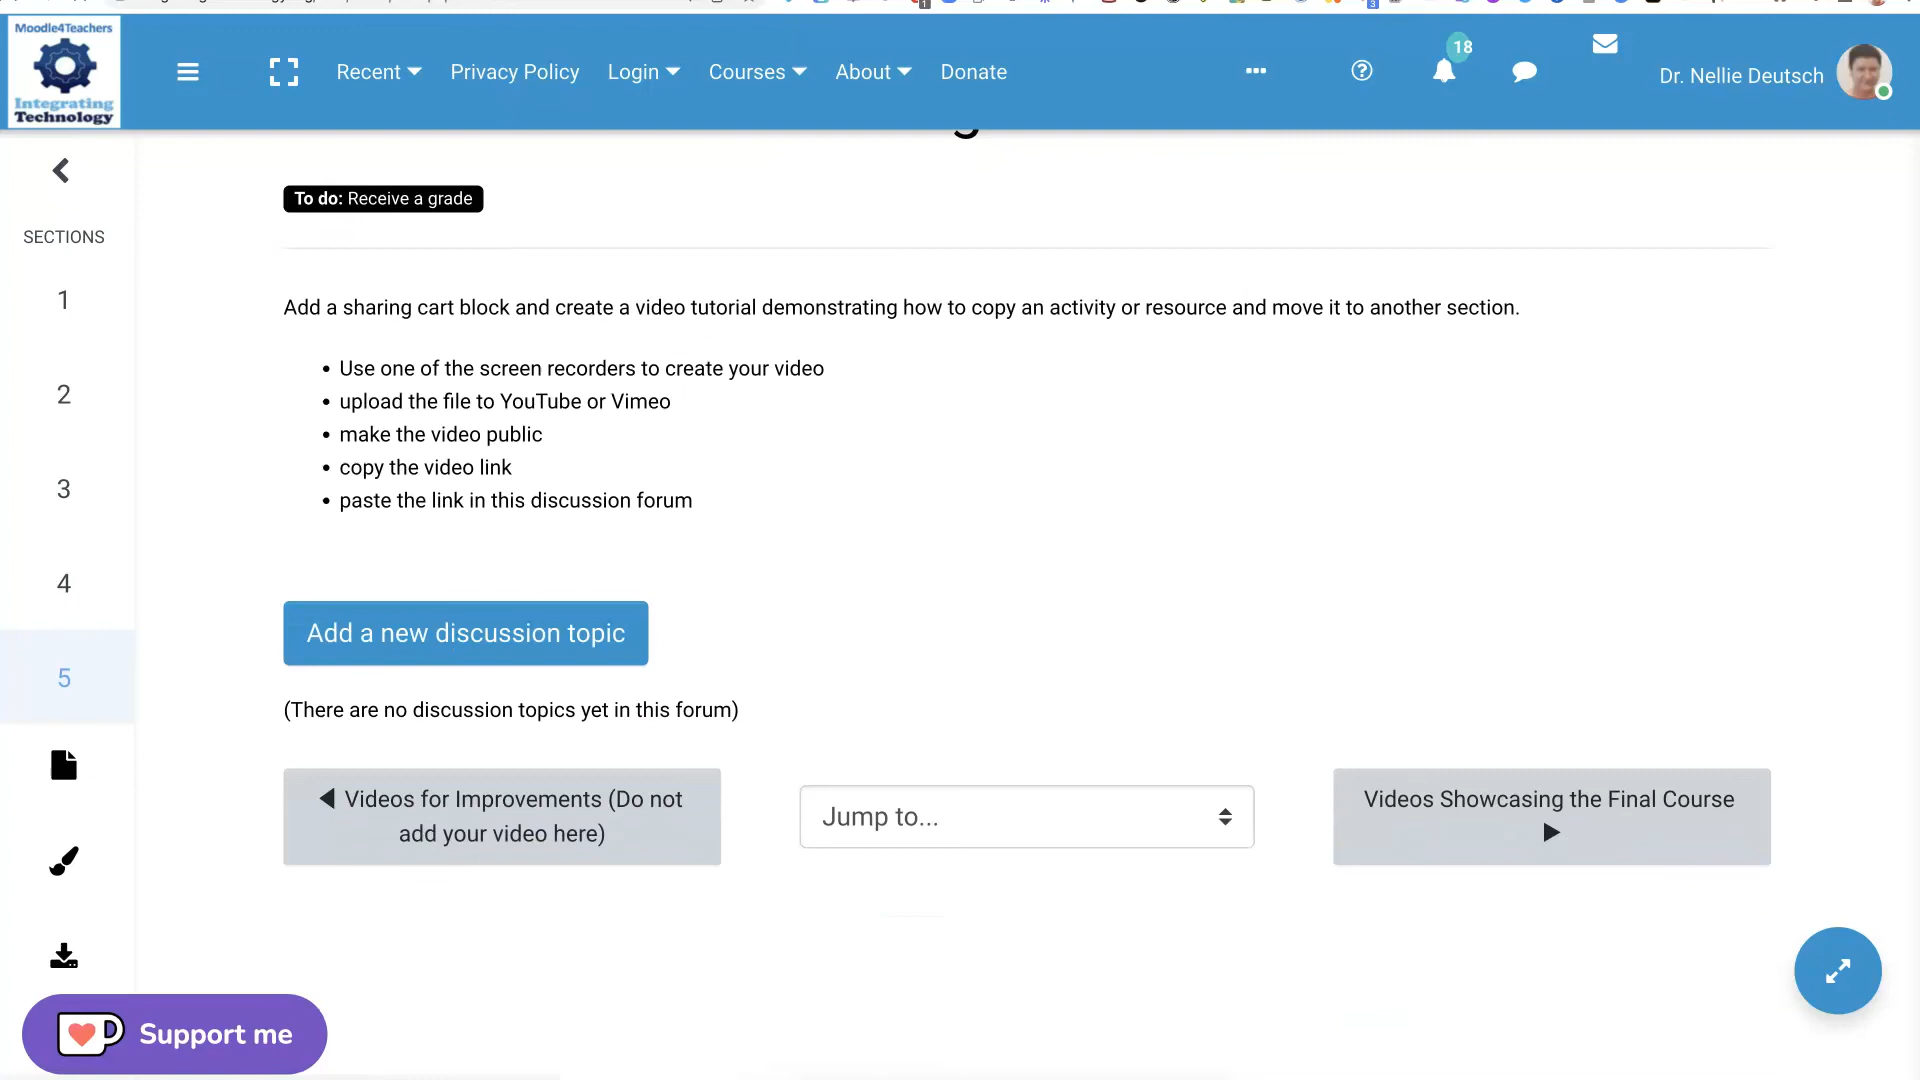 Moodle4Teachers
Integrating
Technology
Recent
Privacy Policy
Login
Courses
About
Donate
18
Dr. Nellie Deutsch
To do: Receive a grade
SECTIONS
1
2
3
4
5
Add a sharing cart block and create a video tutorial demonstrating how to copy an activity or resource and move it to another section.
• Use one of the screen recorders to create your video
• upload the file to YouTube or Vimeo
• make the video public
• copy the video link
• paste the link in this discussion forum
Add a new discussion topic
(There are no discussion topics yet in this forum)
◀ Videos for Improvements (Do not
add your video here)
Jump to...
Videos Showcasing the Final Course
▶
Support me